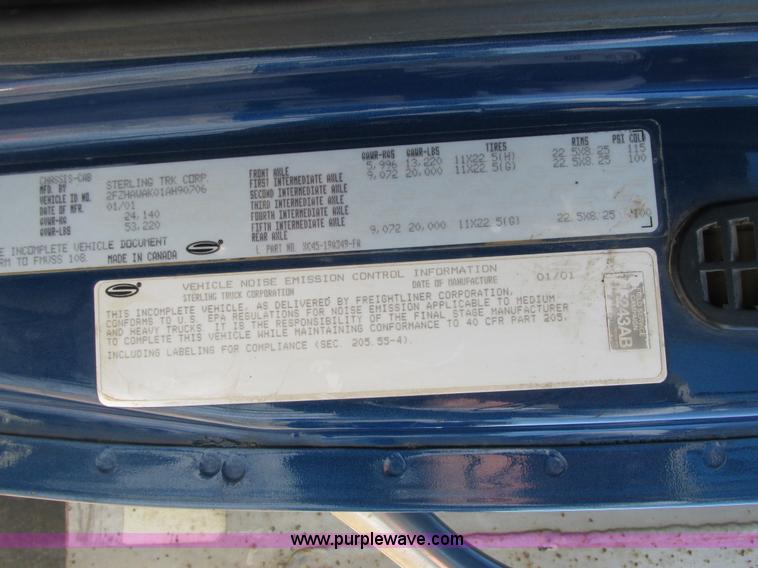 CHASSIS-CAB
MFD. BY STERLING TRK CORP.
VIN 2FZHAWAK01AH90706
DATE OF MFR. 01/01
GVWR-KG 24,140
GVWR-LBS 53,220
INCOMPLETE VEHICLE DOCUMENT
RM TO FMVSS 108. MADE IN CANADA
GAWR-KGS GAWR-LBS TIRES RIMS PSI COLD
FRONT AXLE 5,996 13,220 11X22.5(H) 22.5X8.25 115
FIRST INTERMEDIATE AXLE 9,072 20,000 11X22.5(G) 22.5X8.25 100
SECOND INTERMEDIATE AXLE
THIRD INTERMEDIATE AXLE
FOURTH INTERMEDIATE AXLE
FIFTH INTERMEDIATE AXLE
REAR AXLE 9,072 20,000 11X22.5(G) 22.5X8.25 100
PART NO. XC45-19A349-FA
VEHICLE NOISE EMISSION CONTROL INFORMATION
STERLING TRUCK CORPORATION DATE OF MANUFACTURE 01/01
THIS INCOMPLETE VEHICLE, AS DELIVERED BY FREIGHTLINER CORPORATION,
CONFORMS TO U.S. EPA REGULATIONS FOR NOISE EMISSION APPLICABLE TO MEDIUM
AND HEAVY TRUCKS. IT IS THE RESPONSIBILITY OF THE FINAL STAGE MANUFACTURER
TO COMPLETE THIS VEHICLE WHILE MAINTAINING CONFORMANCE TO 40 CFR PART 205.
INCLUDING LABELING FOR COMPLIANCE (SEC. 205.55-4).
www.purplewave.com